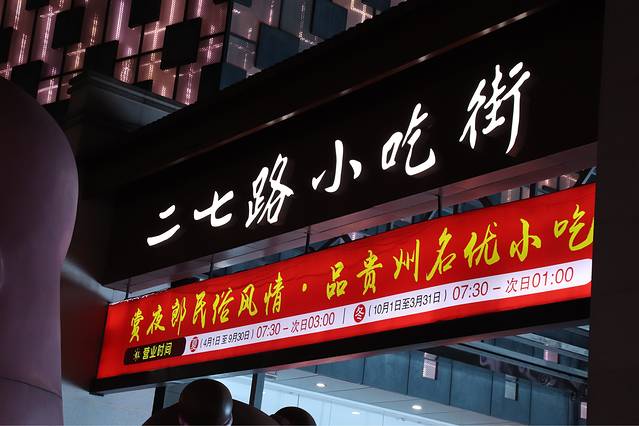 二七路小吃街
赏夜郎民俗风情·品贵州名优小吃
营业时间 夏(4月1日至9月30日)07:30-次日03:00 | 冬(10月1日至3月31日)07:30-次日01:00